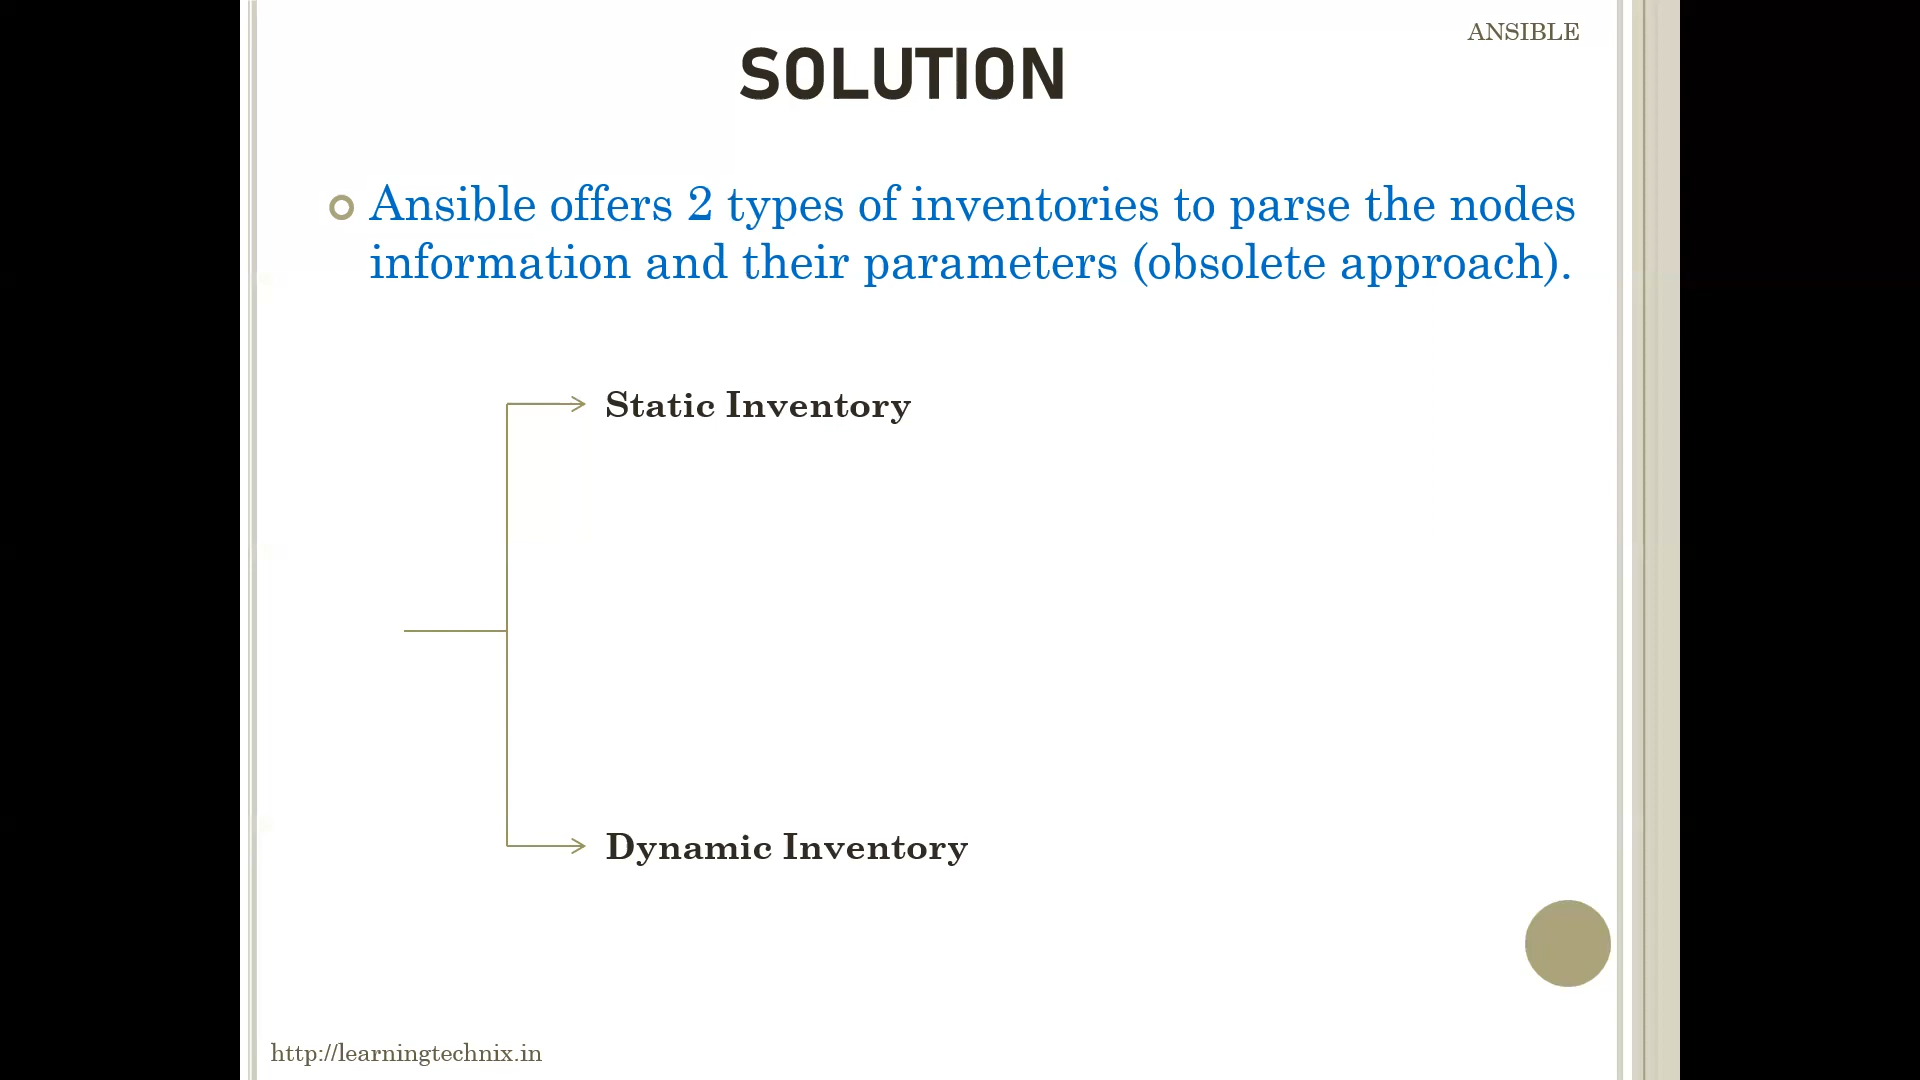 ANSIBLE
SOLUTION
Ansible offers 2 types of inventories to parse the nodes
information and their parameters (obsolete approach).
Static Inventory
Dynamic Inventory
http://learningtechnix.in